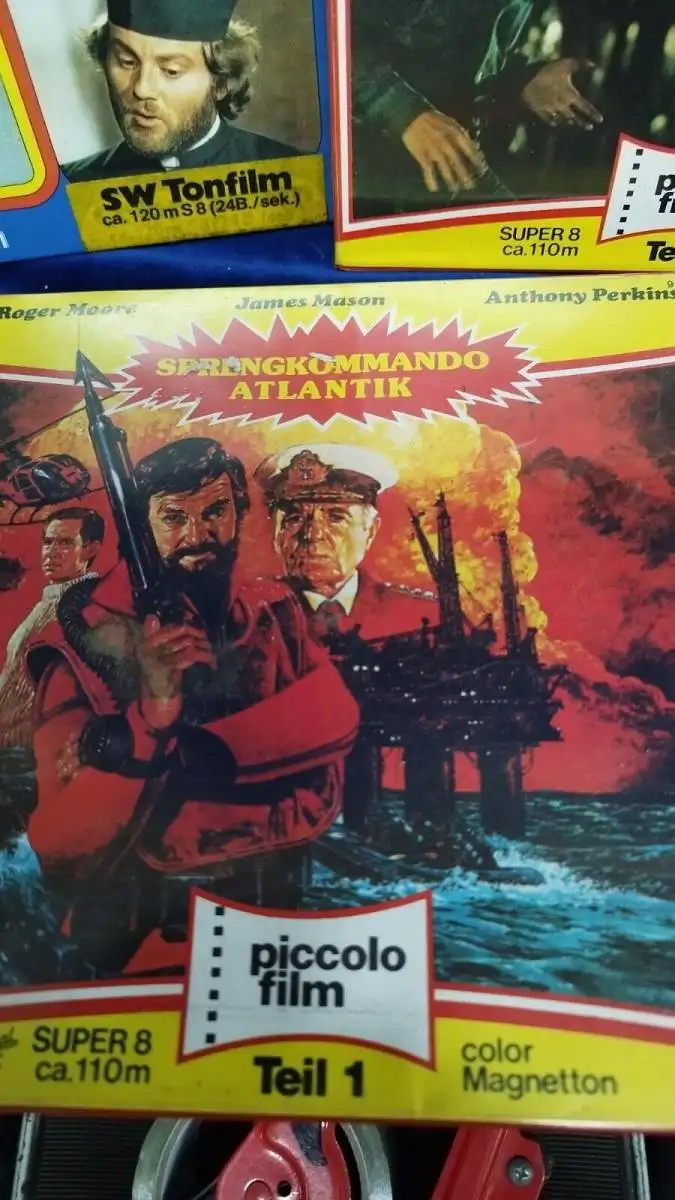 SW Tonfilm
ca. 120 m S 8 (24B./sek.)
SUPER 8
ca.110m
Roger Moore James Mason Anthony Perkins
SPRENGKOMMANDO
ATLANTIK
piccolo
film
SUPER 8
ca.110m
Teil 1
color
Magnetton